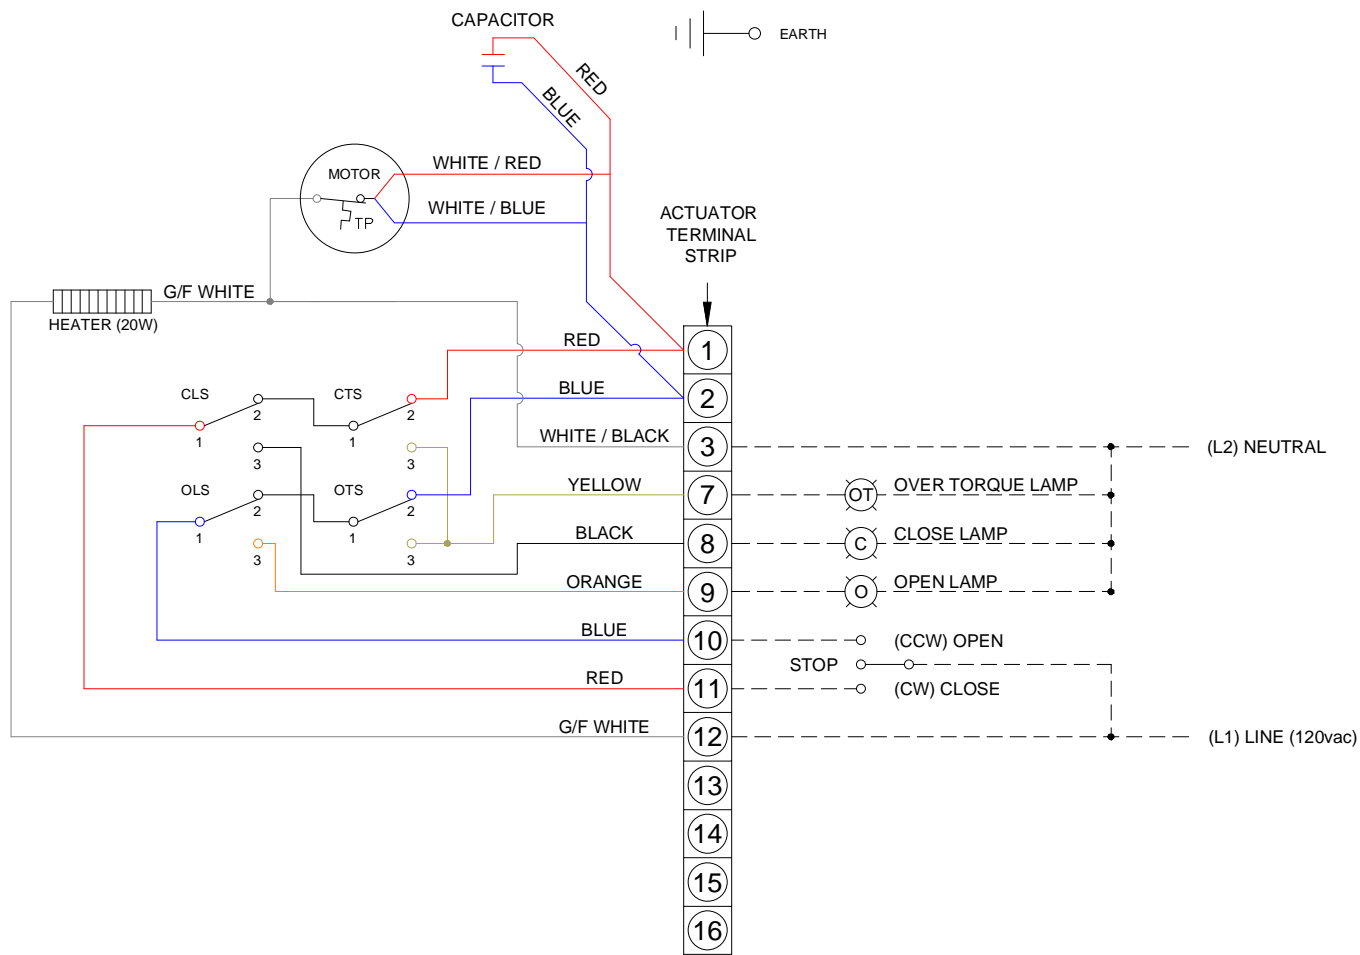 CAPACITOR
EARTH
RED
BLUE
MOTOR
WHITE / RED
TP
WHITE / BLUE
ACTUATOR
TERMINAL
STRIP
G/F WHITE
HEATER (20W)
RED
1
CLS
2
1
CTS
2
1
BLUE
2
3
3
WHITE / BLACK
3
(L2) NEUTRAL
OLS
2
1
OTS
2
1
YELLOW
7
OT
OVER TORQUE LAMP
3
3
BLACK
8
C
CLOSE LAMP
ORANGE
9
O
OPEN LAMP
BLUE
10
(CCW) OPEN
STOP
RED
11
(CW) CLOSE
G/F WHITE
12
(L1) LINE (120vac)
13
14
15
16